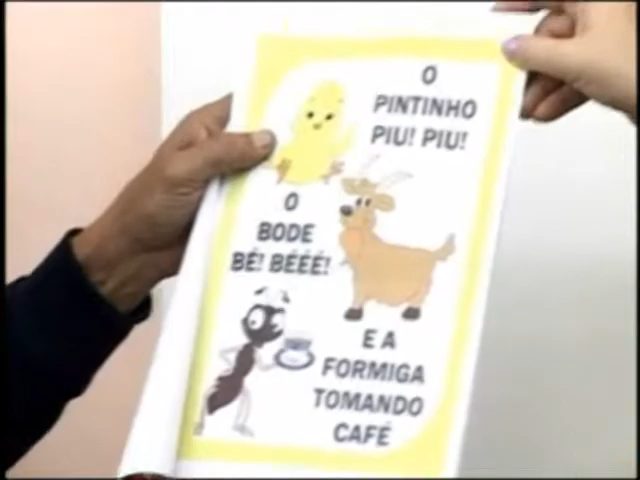 O
PINTINHO
PIU! PIU!
O
BODE
BÉ! BÉÉÉ!
E A
FORMIGA
TOMANDO
CAFÉ